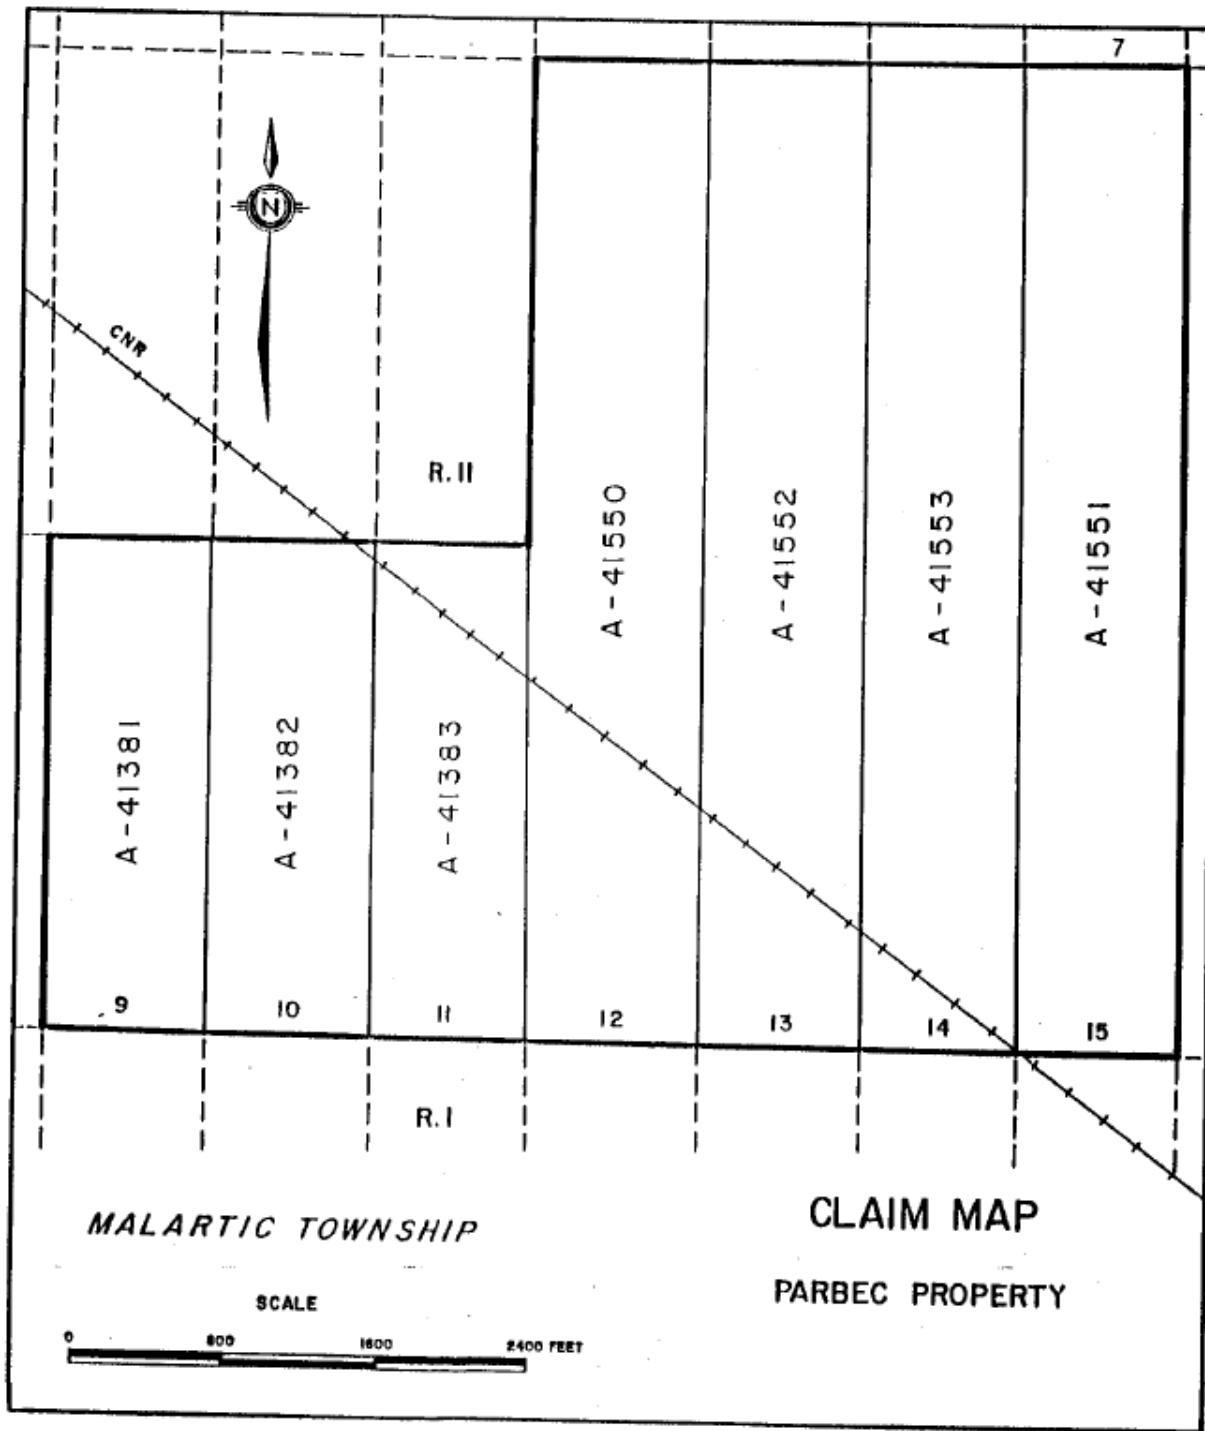 7
N
CNR
R. II
A-41550
A-41552
A-41553
A-41551
A-41381
A-41382
A-41383
9
10
11
12
13
14
15
R. I
MALARTIC TOWNSHIP
CLAIM MAP
PARBEC PROPERTY
SCALE
0 800 1600 2400 FEET